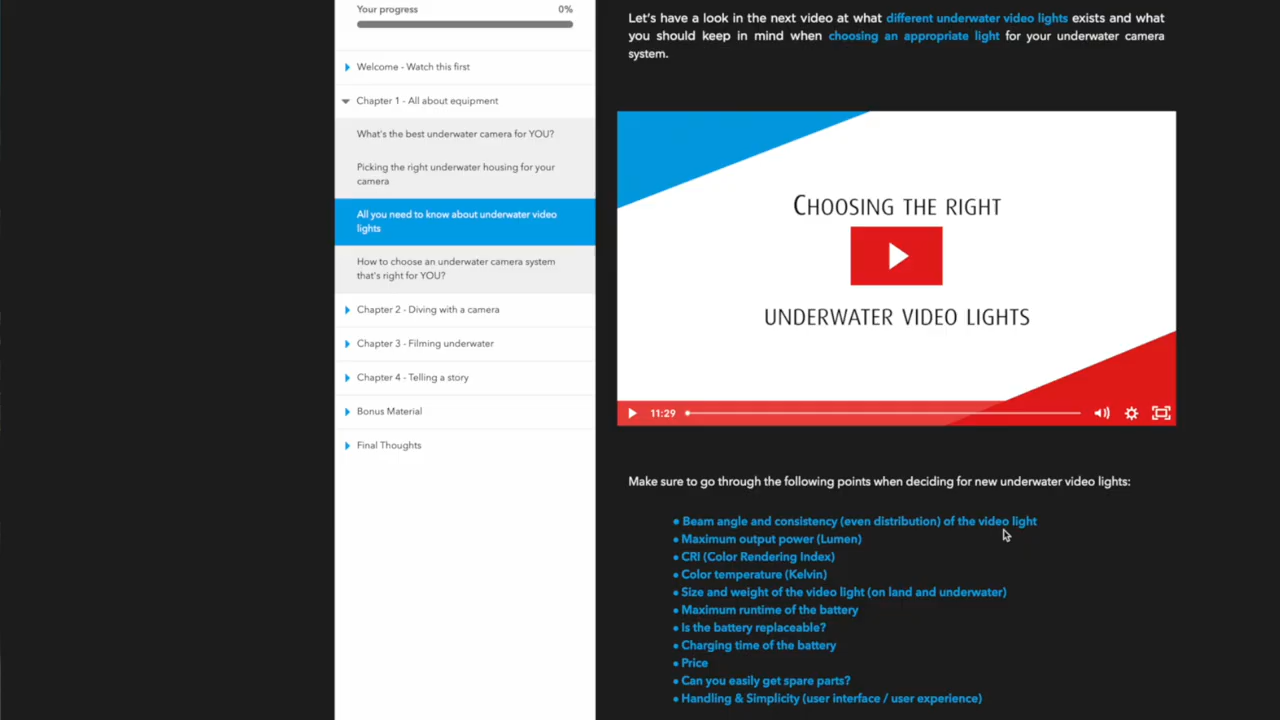 Your progress 0%
Welcome - Watch this first
Chapter 1 - All about equipment
What's the best underwater camera for YOU?
Picking the right underwater housing for your
camera
All you need to know about underwater video
lights
How to choose an underwater camera system
that's right for YOU?
Chapter 2 - Diving with a camera
Chapter 3 - Filming underwater
Chapter 4 - Telling a story
Bonus Material
Final Thoughts
Let's have a look in the next video at what different underwater video lights exists and what
you should keep in mind when choosing an appropriate light for your underwater camera
system.
CHOOSING THE RIGHT
UNDERWATER VIDEO LIGHTS
11:29
Make sure to go through the following points when deciding for new underwater video lights:
• Beam angle and consistency (even distribution) of the video light
• Maximum output power (Lumen)
• CRI (Color Rendering Index)
• Color temperature (Kelvin)
• Size and weight of the video light (on land and underwater)
• Maximum runtime of the battery
• Is the battery replaceable?
• Charging time of the battery
• Price
• Can you easily get spare parts?
• Handling & Simplicity (user interface / user experience)